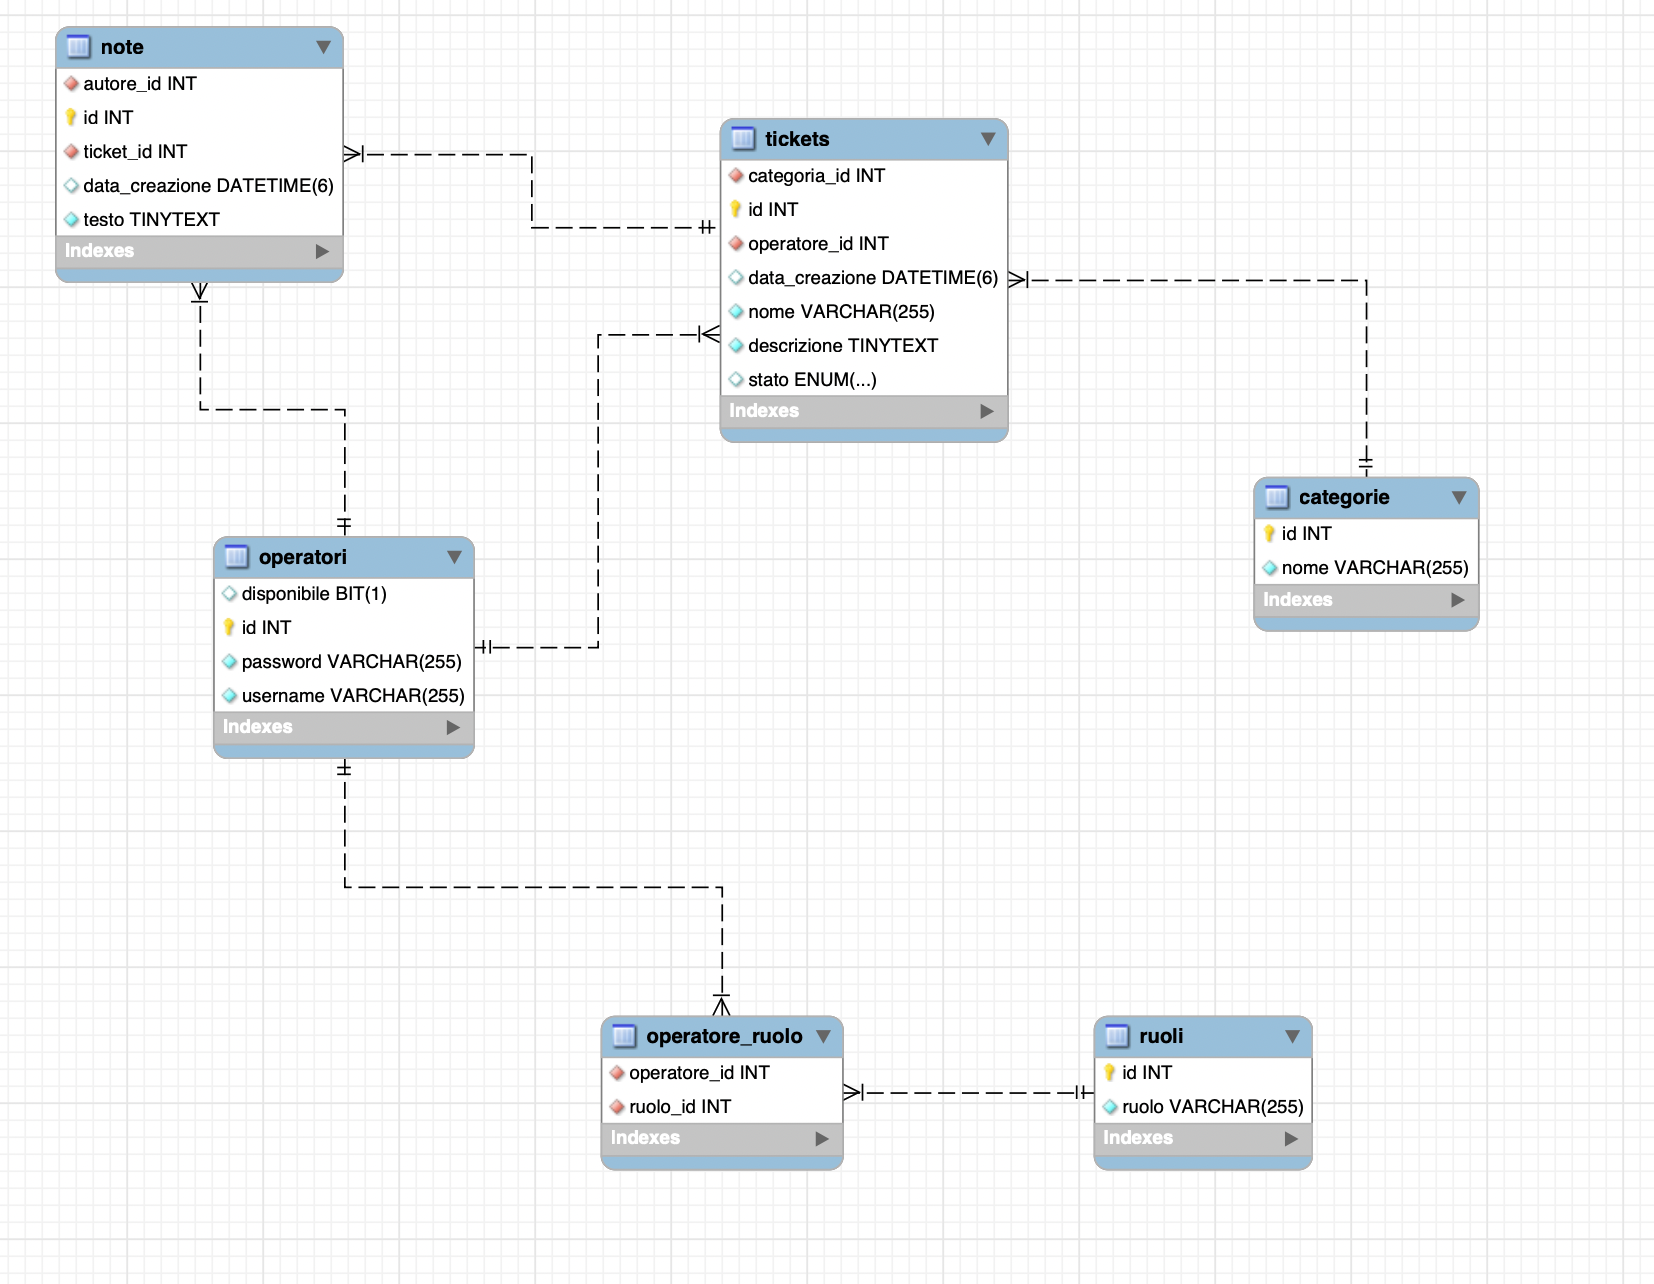 note
autore_id INT
id INT
ticket_id INT
data_creazione DATETIME(6)
testo TINYTEXT
Indexes
tickets
categoria_id INT
id INT
operatore_id INT
data_creazione DATETIME(6)
nome VARCHAR(255)
descrizione TINYTEXT
stato ENUM(...)
Indexes
categorie
id INT
nome VARCHAR(255)
Indexes
operatori
disponibile BIT(1)
id INT
password VARCHAR(255)
username VARCHAR(255)
Indexes
operatore_ruolo
operatore_id INT
ruolo_id INT
Indexes
ruoli
id INT
ruolo VARCHAR(255)
Indexes